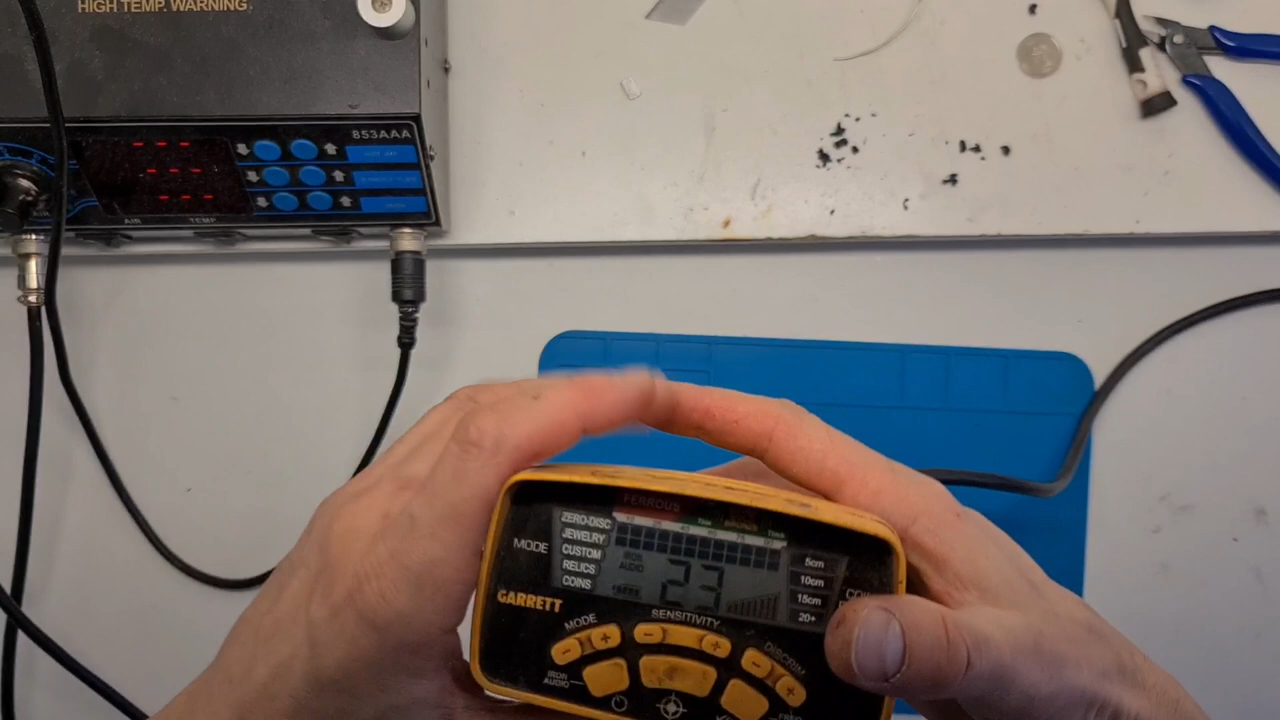 HIGH TEMP. WARNING
853AAA
AIR
TEMP
FERROUS
ZERO-DISC
JEWELRY
CUSTOM
RELICS
COINS
MODE
IRON
AUDIO
23
5cm
10cm
15cm
20+
GARRETT
MODE
SENSITIVITY
DISCRIM
IRON
AUDIO